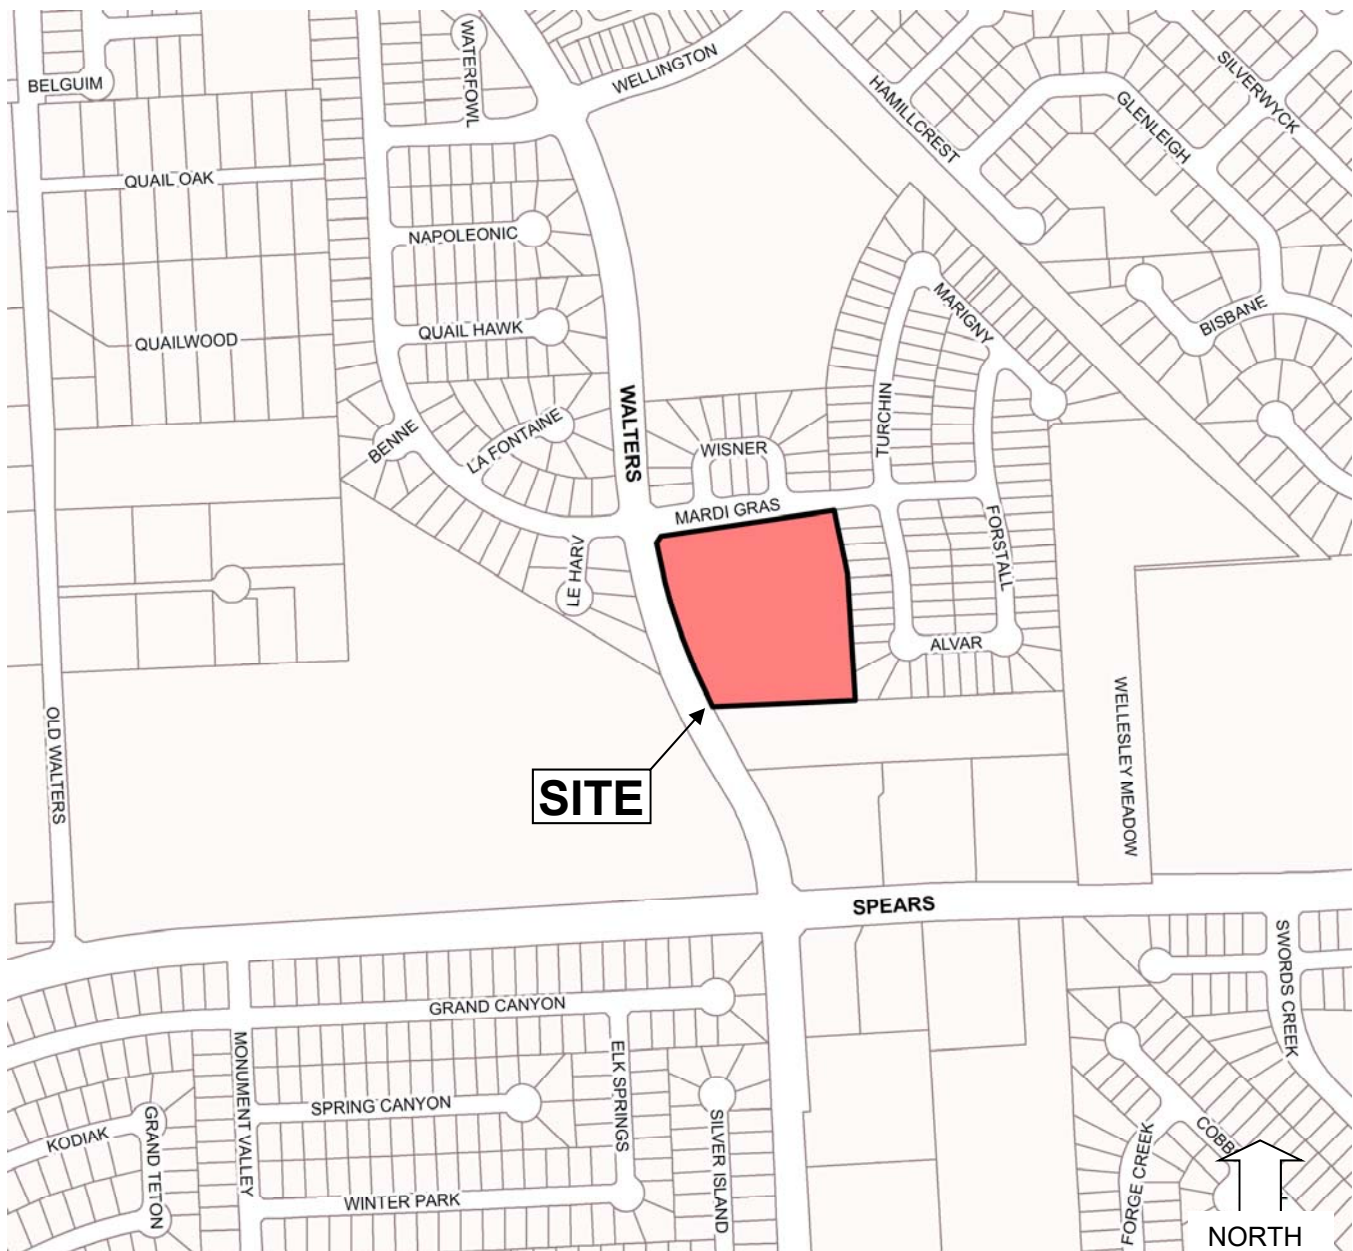 WATERFOWL
WELLINGTON
BELGUIM
SILVERWYCK
HAMILLCREST
GLENLEIGH
QUAIL OAK
NAPOLEONIC
MARIGNY
BISBANE
QUAIL HAWK
QUAILWOOD
WALTERS
TURCHIN
BENNE
LA FONTAINE
WISNER
MARDI GRAS
FORSTALL
LE HARV
ALVAR
WELLESLEY MEADOW
OLD WALTERS
SITE
SPEARS
SWORDS CREEK
GRAND CANYON
MONUMENT VALLEY
ELK SPRINGS
SPRING CANYON
SILVER ISLAND
KODIAK
GRAND TETON
COBB
FORGE CREEK
WINTER PARK
NORTH